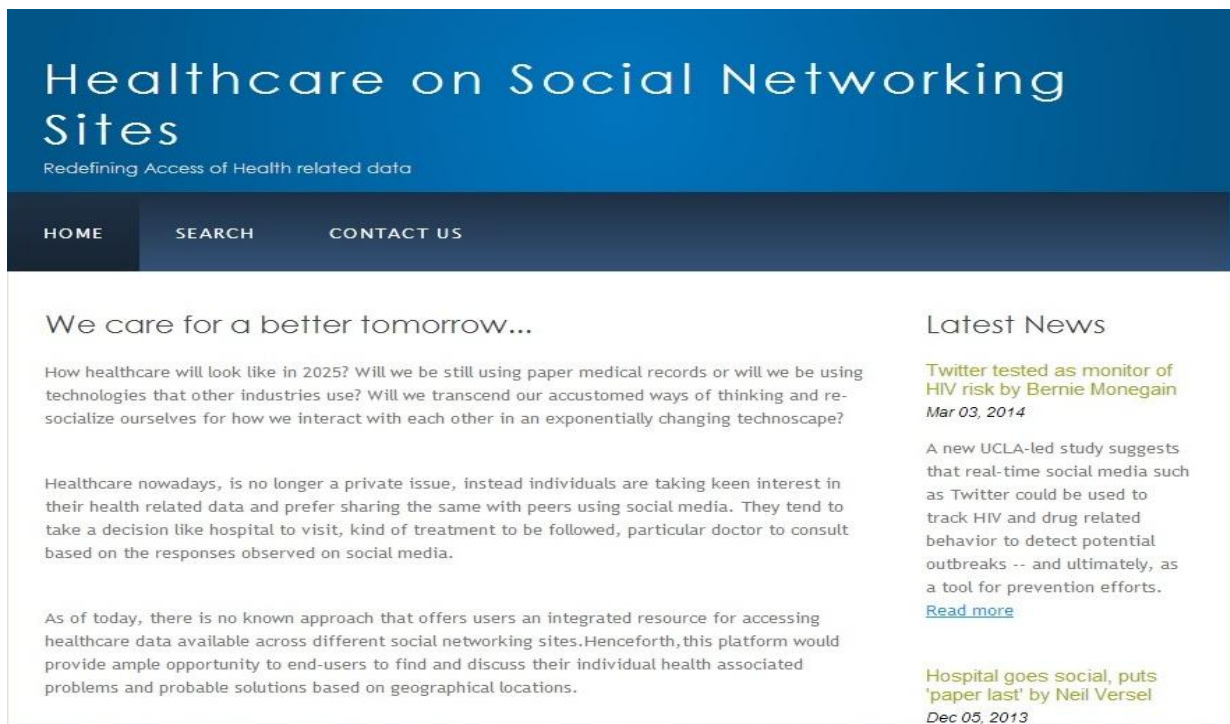 Healthcare on Social Networking
Sites
Redefining Access of Health related data
HOME SEARCH CONTACT US
We care for a better tomorrow...
How healthcare will look like in 2025? Will we be still using paper medical records or will we be using
technologies that other industries use? Will we transcend our accustomed ways of thinking and re-
socialize ourselves for how we interact with each other in an exponentially changing technoscape?
Healthcare nowadays, is no longer a private issue, instead individuals are taking keen interest in
their health related data and prefer sharing the same with peers using social media. They tend to
take a decision like hospital to visit, kind of treatment to be followed, particular doctor to consult
based on the responses observed on social media.
As of today, there is no known approach that offers users an integrated resource for accessing
healthcare data available across different social networking sites.Henceforth,this platform would
provide ample opportunity to end-users to find and discuss their individual health associated
problems and probable solutions based on geographical locations.
Latest News
Twitter tested as monitor of
HIV risk by Bernie Monegain
Mar 03, 2014
A new UCLA-led study suggests
that real-time social media such
as Twitter could be used to
track HIV and drug related
behavior to detect potential
outbreaks -- and ultimately, as
a tool for prevention efforts.
Read more
Hospital goes social, puts
'paper last' by Neil Versel
Dec 05, 2013